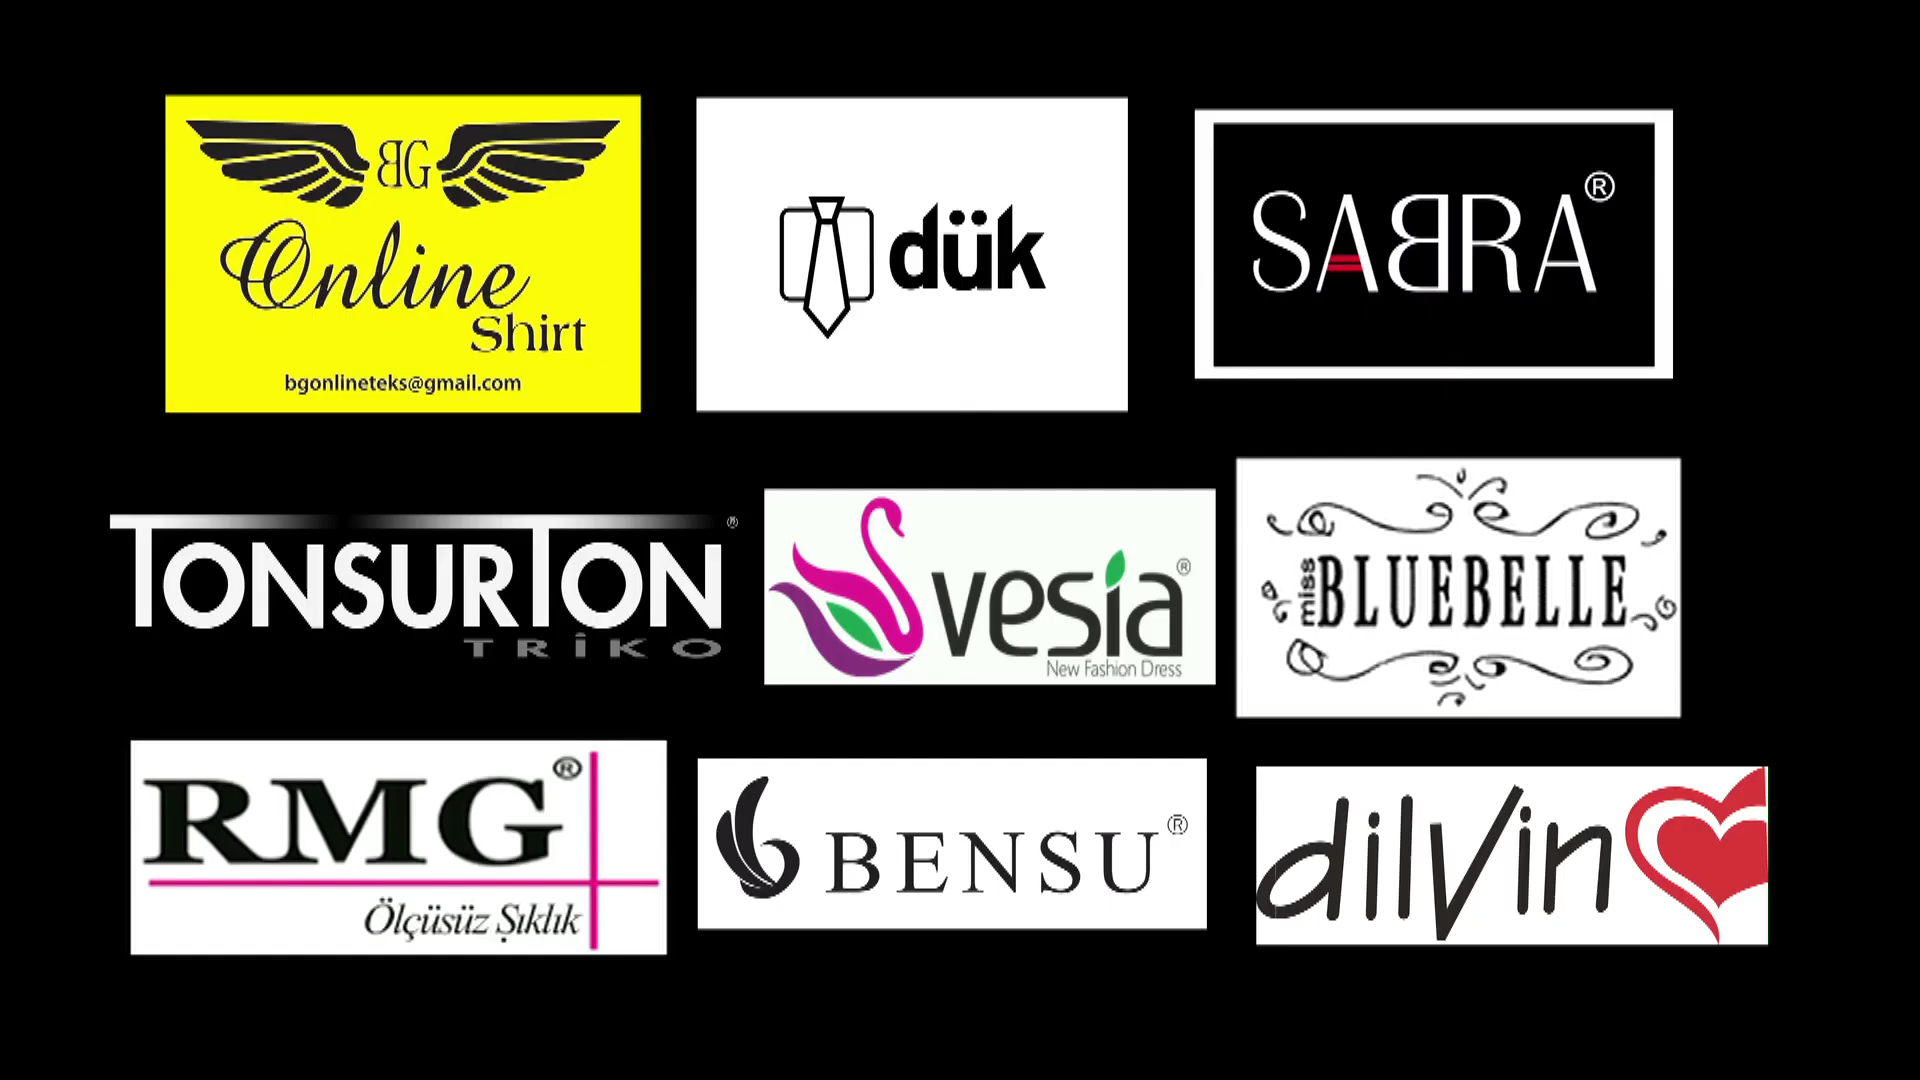 BG
Online
Shirt
bgonlineteks@gmail.com
dük
SABRA®
TONSURTON®
TRİKO
vesia®
New Fashion Dress
miss BLUEBELLE
RMG®
Ölçüsüz Şıklık
BENSU®
dilvin